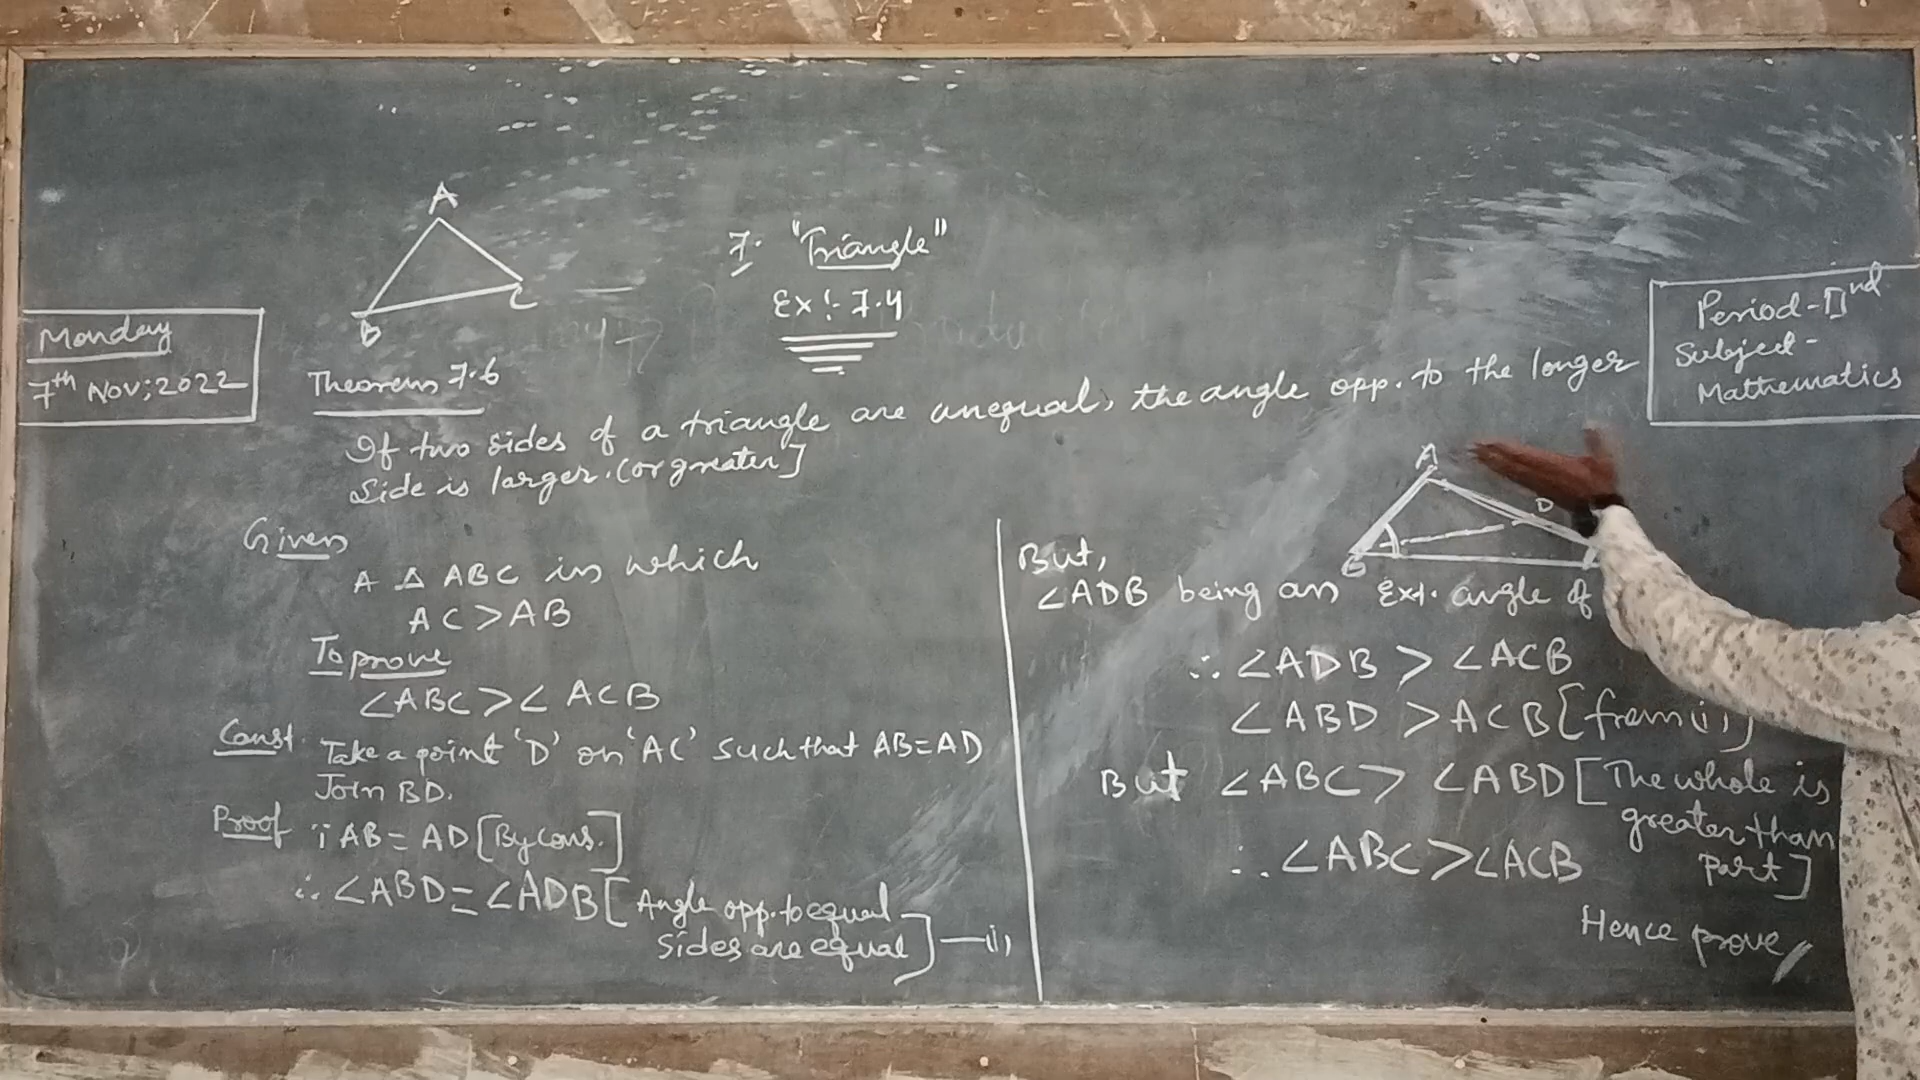 A
B
C
7. "Triangle"
Ex:- 7.4
Monday
7th Nov; 2022
Period - IInd
Subject -
Mathematics
Theorem 7.6
If two sides of a triangle are unequal, the angle opp. to the longer
side is larger. (or greater]
Given
A Δ ABC in which
AC > AB
To prove
∠ABC > ∠ACB
Const. Take a point 'D' on 'AC' such that AB = AD
Join BD.
Proof ∵ AB = AD [By cons.]
∴ ∠ABD = ∠ADB [Angle opp. to equal
sides are equal] — (i)
A
D
B
But,
∠ADB being an Ext. angle of
∴ ∠ADB > ∠ACB
∠ABD > ACB [from (i)]
But ∠ABC > ∠ABD [The whole is
greater than
part]
∴ ∠ABC > ∠ACB
Hence prove